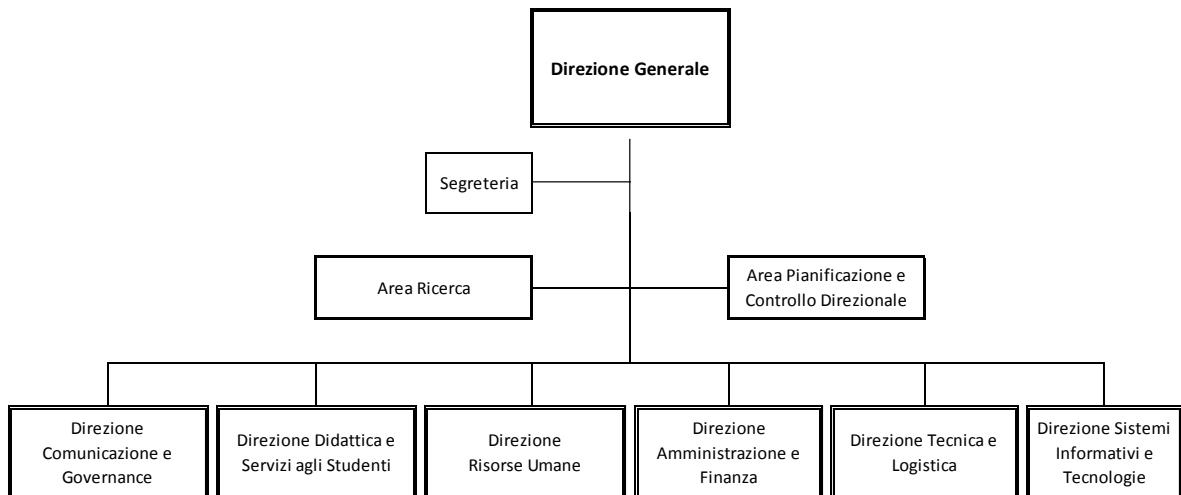 Direzione Generale
Segreteria
Area Ricerca
Area Pianificazione e
Controllo Direzionale
Direzione
Comunicazione e
Governance
Direzione Didattica e
Servizi agli Studenti
Direzione
Risorse Umane
Direzione
Amministrazione e
Finanza
Direzione Tecnica e
Logistica
Direzione Sistemi
Informativi e
Tecnologie